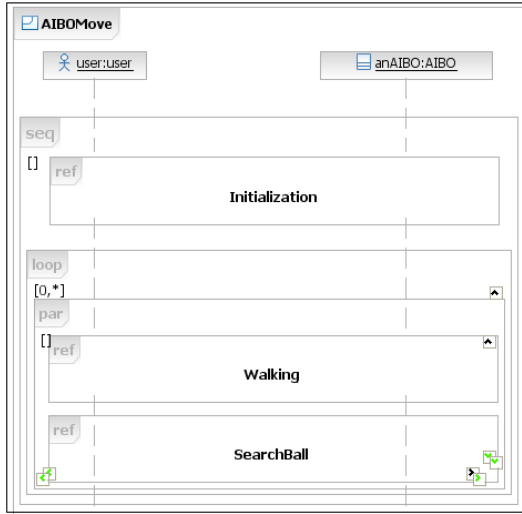 AIBOMove
user:user
anAIBO:AIBO
seq
[]
ref
Initialization
loop
[0,*]
par
[]
ref
Walking
ref
SearchBall